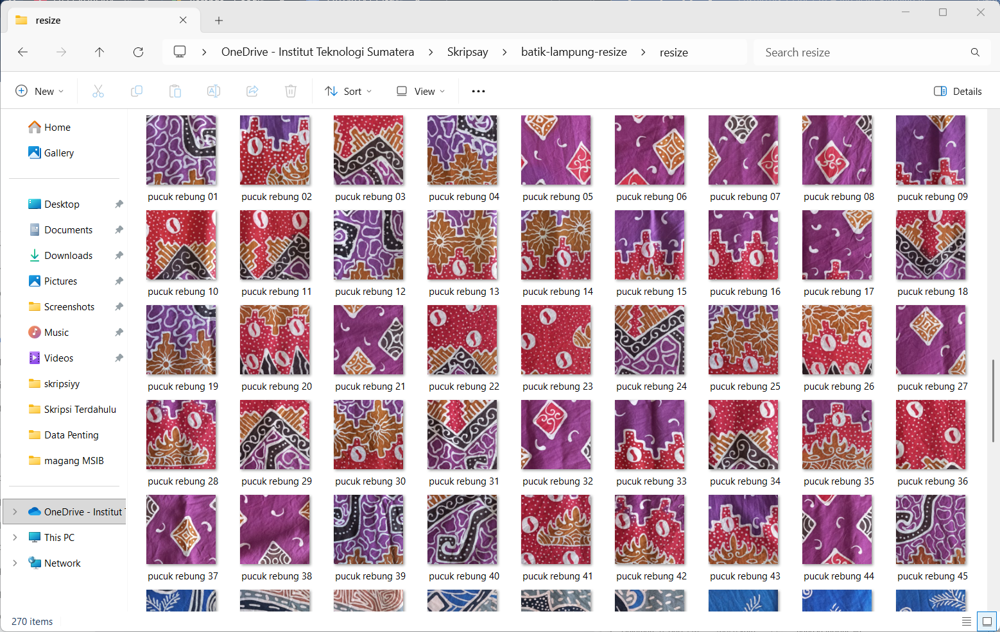 resize
OneDrive - Institut Teknologi Sumatera
Skripsay
batik-lampung-resize
resize
Search resize
New
Sort
View
Details
Home
Gallery
Desktop
Documents
Downloads
Pictures
Screenshots
Music
Videos
skripsiyy
Skripsi Terdahulu
Data Penting
magang MSIB
OneDrive - Institut
This PC
Network
pucuk rebung 01
pucuk rebung 02
pucuk rebung 03
pucuk rebung 04
pucuk rebung 05
pucuk rebung 06
pucuk rebung 07
pucuk rebung 08
pucuk rebung 09
pucuk rebung 10
pucuk rebung 11
pucuk rebung 12
pucuk rebung 13
pucuk rebung 14
pucuk rebung 15
pucuk rebung 16
pucuk rebung 17
pucuk rebung 18
pucuk rebung 19
pucuk rebung 20
pucuk rebung 21
pucuk rebung 22
pucuk rebung 23
pucuk rebung 24
pucuk rebung 25
pucuk rebung 26
pucuk rebung 27
pucuk rebung 28
pucuk rebung 29
pucuk rebung 30
pucuk rebung 31
pucuk rebung 32
pucuk rebung 33
pucuk rebung 34
pucuk rebung 35
pucuk rebung 36
pucuk rebung 37
pucuk rebung 38
pucuk rebung 39
pucuk rebung 40
pucuk rebung 41
pucuk rebung 42
pucuk rebung 43
pucuk rebung 44
pucuk rebung 45
270 items